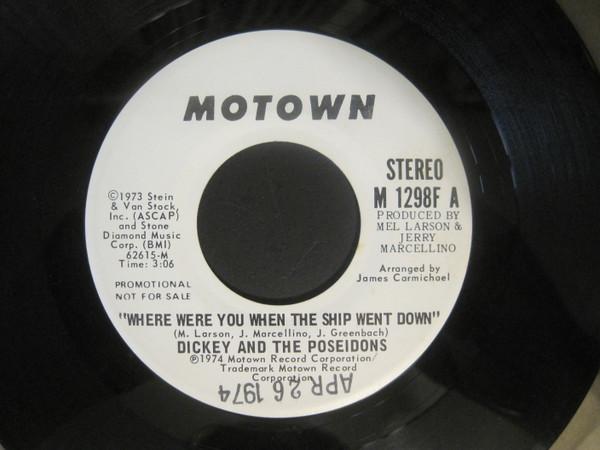 MOTOWN
©1973 Stein
& Van Stock,
Inc. (ASCAP)
and Stone
Diamond Music
Corp. (BMI)
62615-M
Time: 3:06
PROMOTIONAL
NOT FOR SALE
STEREO
M 1298F A
PRODUCED BY
MEL LARSON &
JERRY
MARCELLINO
Arranged by
James Carmichael
"WHERE WERE YOU WHEN THE SHIP WENT DOWN"
(M. Larson, J. Marcellino, J. Greenbach)
DICKEY AND THE POSEIDONS
℗1974 Motown Record Corporation/
Trademark Motown Record
Corporation
APR 26 1974